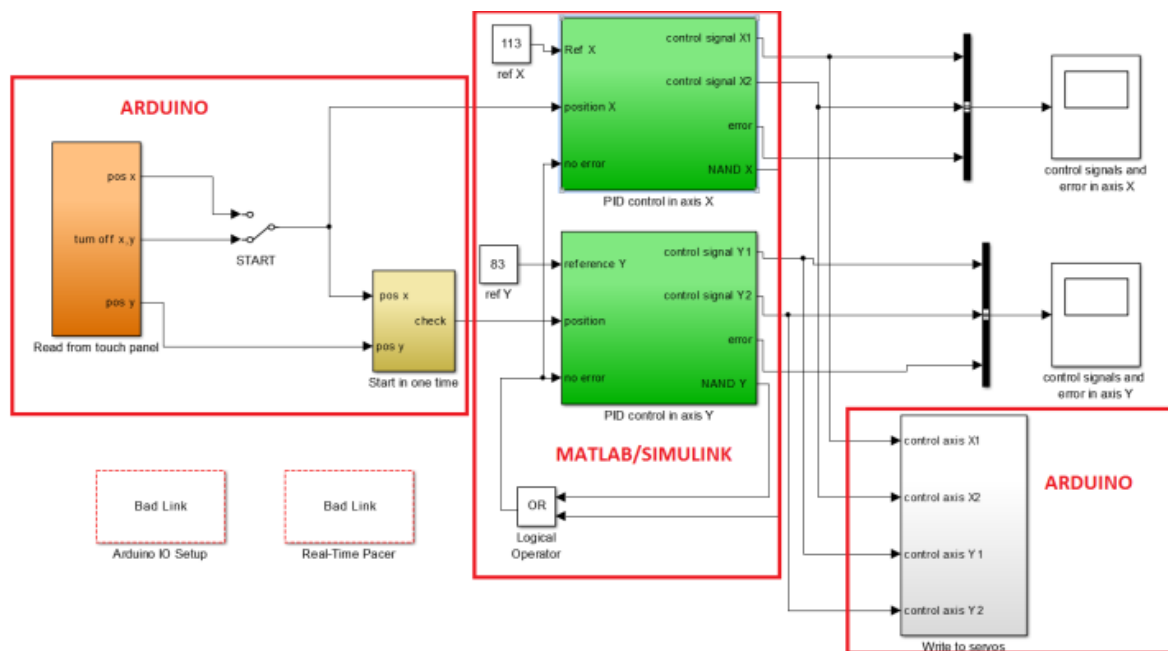 ARDUINO
pos x
turn off x,y
pos y
Read from touch panel
START
pos x
check
pos y
Start in one time
Bad Link
Arduino IO Setup
Bad Link
Real-Time Pacer
113
ref X
Ref X
position X
no error
control signal X1
control signal X2
error
NAND X
PID control in axis X
83
ref Y
reference Y
position
no error
control signal Y1
control signal Y2
error
NAND Y
PID control in axis Y
MATLAB/SIMULINK
OR
Logical
Operator
control signals and
error in axis X
control signals and
error in axis Y
control axis X1
control axis X2
control axis Y1
control axis Y2
Write to servos
ARDUINO